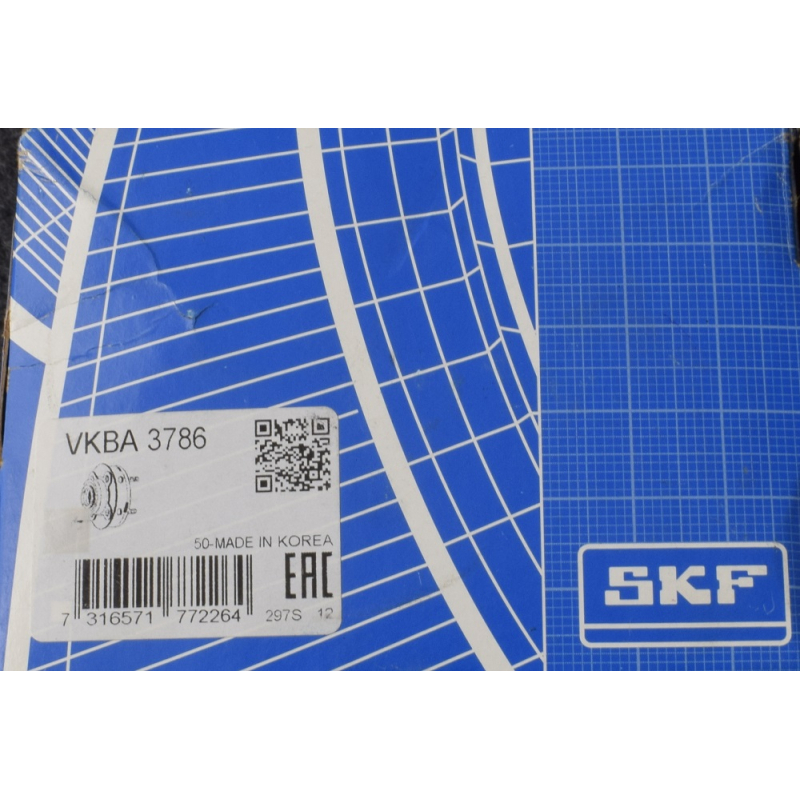 VKBA 3786
50-MADE IN KOREA
EAC
7 316571 772264
297S 12
SKF